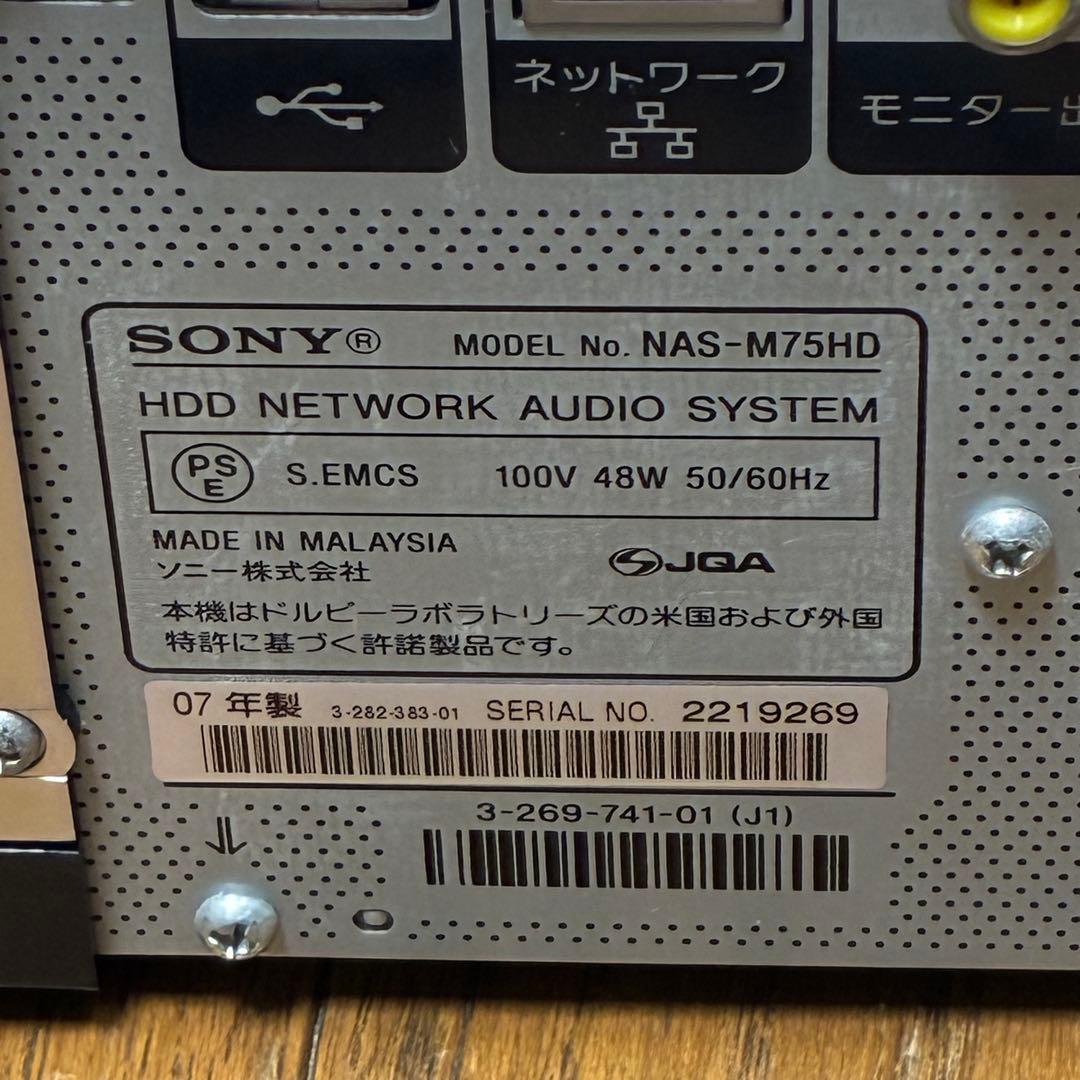 ネットワーク
モニター出
SONY® MODEL No. NAS-M75HD
HDD NETWORK AUDIO SYSTEM
PSE S.EMCS 100V 48W 50/60Hz
MADE IN MALAYSIA
ソニー株式会社
JQA
本機はドルビーラボラトリーズの米国および外国
特許に基づく許諾製品です。
07年製 3-282-383-01 SERIAL NO. 2219269
3-269-741-01 (J1)